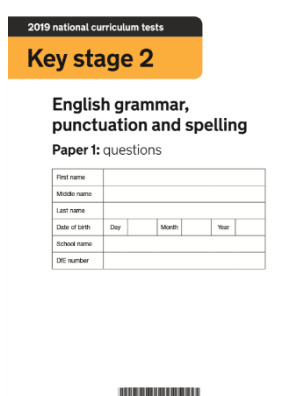 2019 national curriculum tests
Key stage 2
English grammar,
punctuation and spelling
Paper 1: questions
First name
Middle name
Last name
Date of birth Day Month Year
School name
DfE number